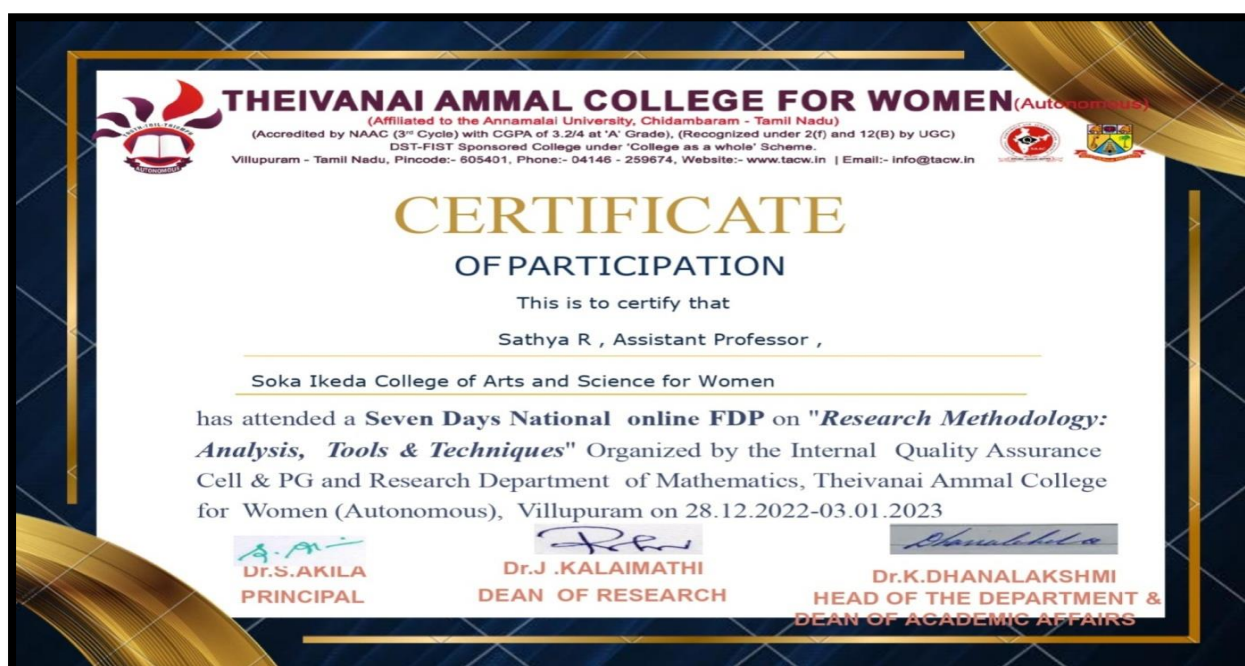 THEIVANAI AMMAL COLLEGE FOR WOMEN(Autonomous)
(Affiliated to the Annamalai University, Chidambaram - Tamil Nadu)
(Accredited by NAAC (3rd Cycle) with CGPA of 3.2/4 at 'A' Grade), (Recognized under 2(f) and 12(B) by UGC)
DST-FIST Sponsored College under 'College as a whole' Scheme.
Villupuram - Tamil Nadu, Pincode:- 605401, Phone:- 04146 - 259674, Website:- www.tacw.in | Email:- info@tacw.in
AUTONOMOUS
CERTIFICATE
OF PARTICIPATION
This is to certify that
Sathya R , Assistant Professor ,
Soka Ikeda College of Arts and Science for Women
has attended a Seven Days National online FDP on "Research Methodology:
Analysis, Tools & Techniques" Organized by the Internal Quality Assurance
Cell & PG and Research Department of Mathematics, Theivanai Ammal College
for Women (Autonomous), Villupuram on 28.12.2022-03.01.2023
Dr.S.AKILA
PRINCIPAL
Dr.J .KALAIMATHI
DEAN OF RESEARCH
Dr.K.DHANALAKSHMI
HEAD OF THE DEPARTMENT &
DEAN OF ACADEMIC AFFAIRS